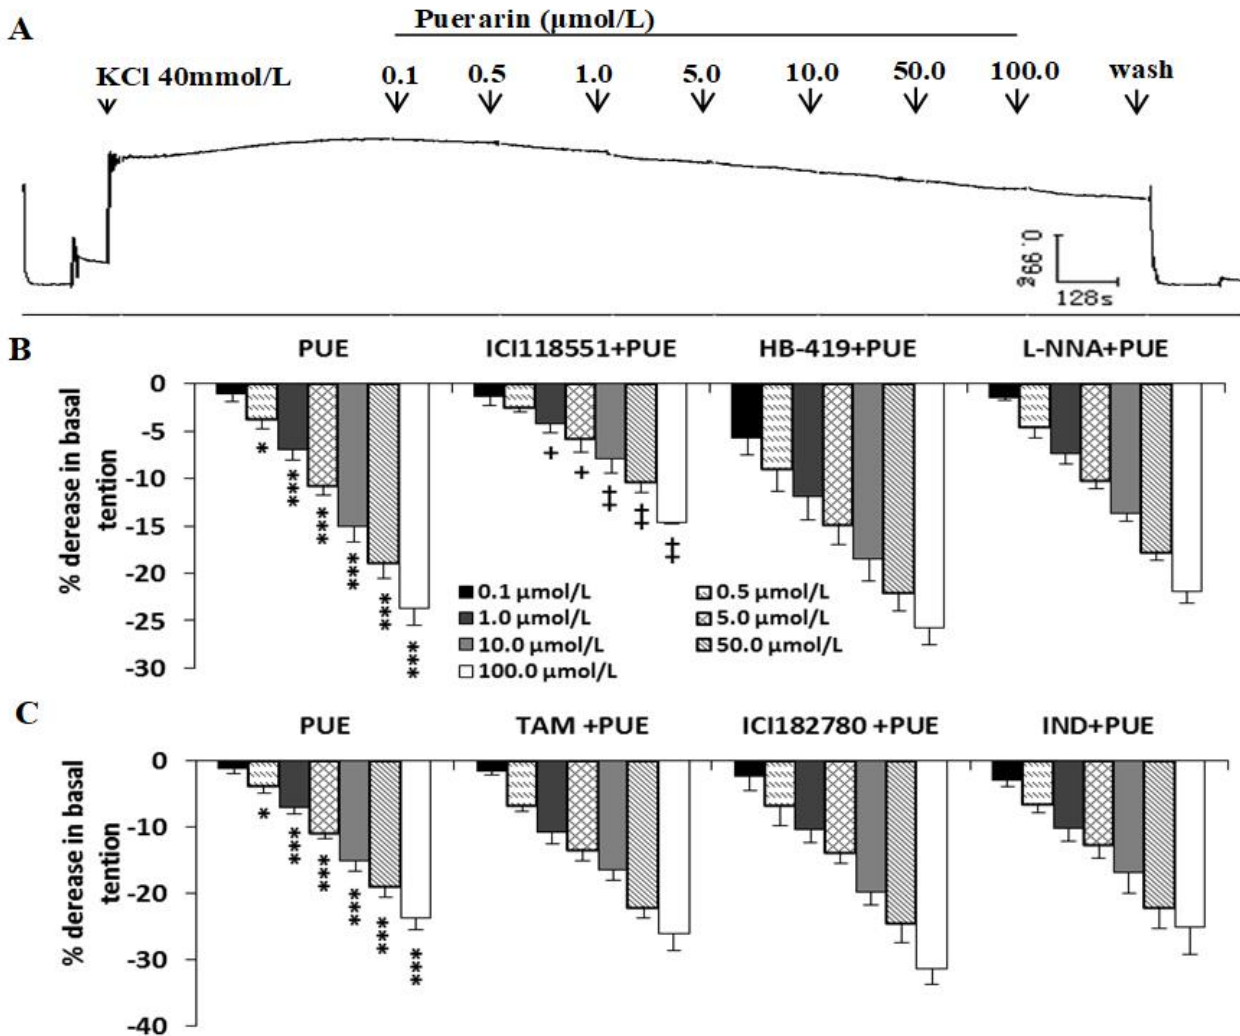 A
Puerarin (µmol/L)
KCl 40mmol/L
0.1
0.5
1.0
5.0
10.0
50.0
100.0
wash
0.99g
128s
B
PUE
ICI118551+PUE
HB-419+PUE
L-NNA+PUE
% derease in basal
tention
0
-5
-10
-15
-20
-25
-30
*
***
***
***
***
***
+
+
‡
‡
‡
0.1 µmol/L
0.5 µmol/L
1.0 µmol/L
5.0 µmol/L
10.0 µmol/L
50.0 µmol/L
100.0 µmol/L
C
PUE
TAM +PUE
ICI182780 +PUE
IND+PUE
% derease in basal
tention
0
-10
-20
-30
-40
*
***
***
***
***
***